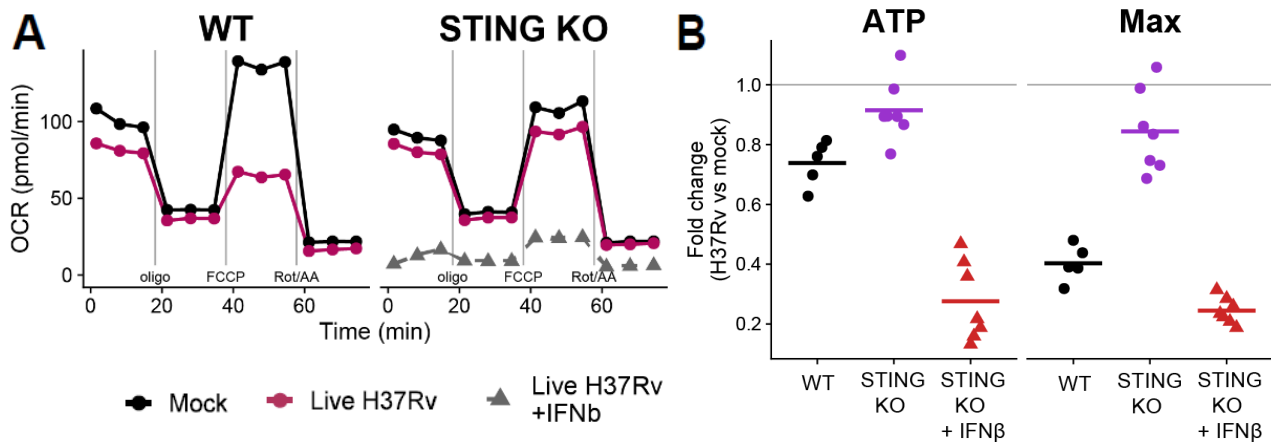 A
WT
STING KO
OCR (pmol/min)
100
50
0
oligo
FCCP
Rot/AA
oligo
FCCP
Rot/AA
0
20
40
60
0
20
40
60
Time (min)
Mock
Live H37Rv
Live H37Rv
+IFNb
B
ATP
Max
Fold change
(H37Rv vs mock)
1.0
0.8
0.6
0.4
0.2
WT
STING
KO
STING
KO
+ IFNβ
WT
STING
KO
STING
KO
+ IFNβ